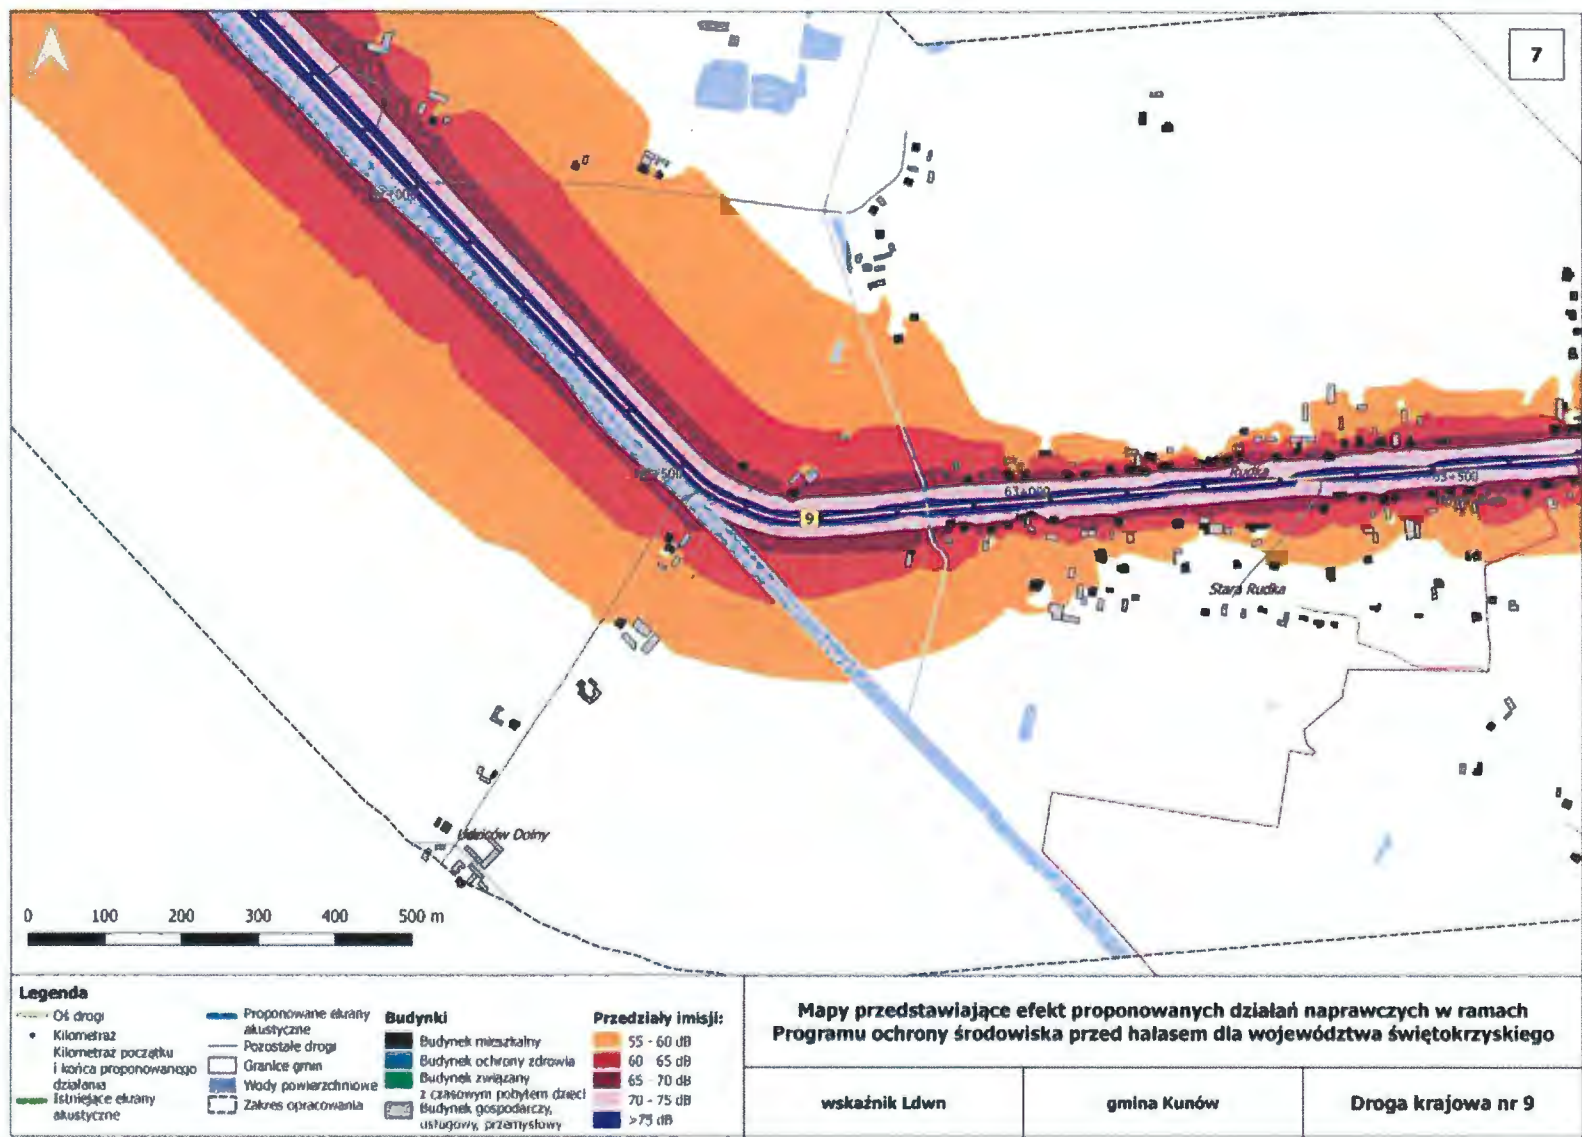 7
9
63+000
Rudka
Stara Rudka
Dolny
0 100 200 300 400 500 m
Legenda
Oś drogi
Kilometraż
Kilometraż początku
i końca proponowanego
działania
Istniejące ekrany
akustyczne
Proponowane ekrany
akustyczne
Pozostałe drogi
Granice gmin
Wody powierzchniowe
Zakres opracowania
Budynki
Budynek mieszkalny
Budynek ochrony zdrowia
Budynek związany
z czasowym pobytem dzieci
Budynek gospodarczy,
usługowy, przemysłowy
Przedziały imisji:
55 - 60 dB
60 - 65 dB
65 - 70 dB
70 - 75 dB
>75 dB
Mapy przedstawiające efekt proponowanych działań naprawczych w ramach
Programu ochrony środowiska przed hałasem dla województwa świętokrzyskiego
wskaźnik Ldwn
gmina Kunów
Droga krajowa nr 9